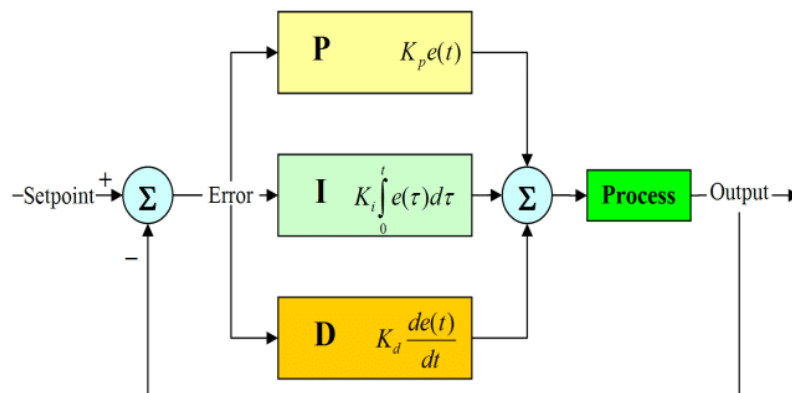 P K_p e(t)
–Setpoint + Σ Error I K_i ∫_0^t e(τ)dτ Σ Process Output
−
D K_d de(t)/dt